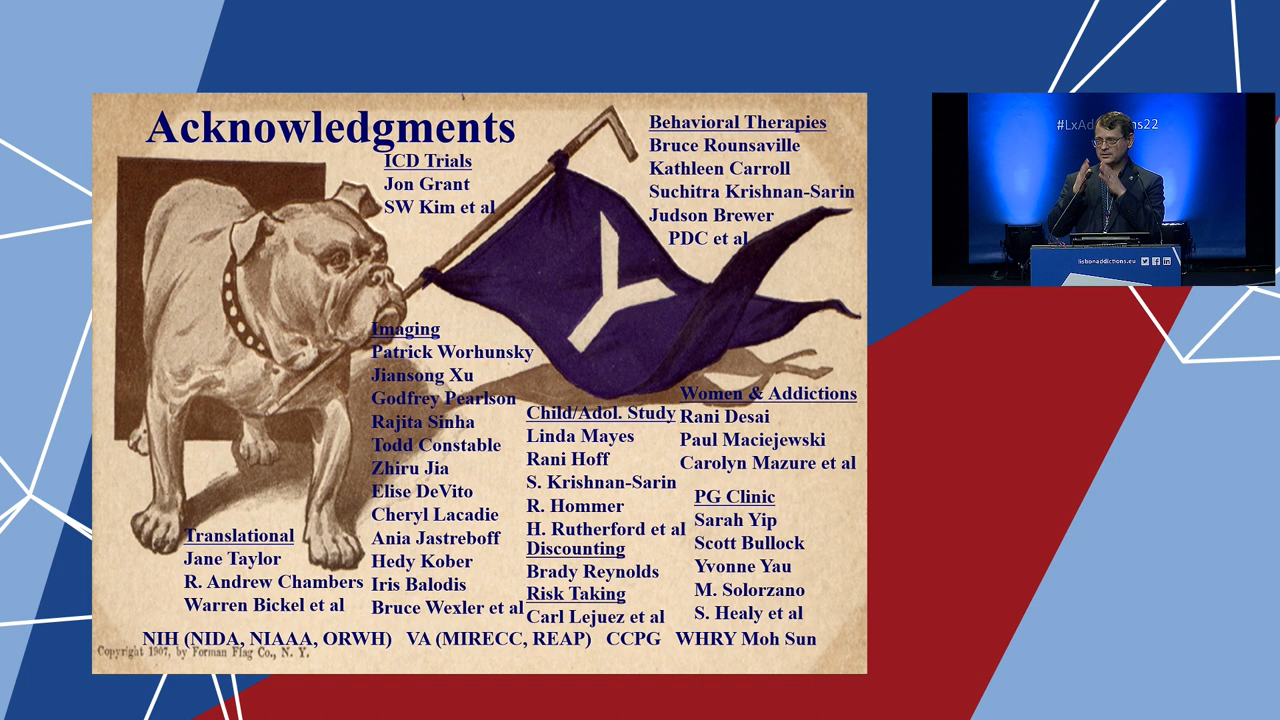 Acknowledgments
ICD Trials
Jon Grant
SW Kim et al
Behavioral Therapies
Bruce Rounsaville
Kathleen Carroll
Suchitra Krishnan-Sarin
Judson Brewer
PDC et al
Y
Imaging
Patrick Worhunsky
Jiansong Xu
Godfrey Pearlson
Rajita Sinha
Todd Constable
Zhiru Jia
Elise DeVito
Cheryl Lacadie
Ania Jastreboff
Hedy Kober
Iris Balodis
Bruce Wexler et al
Child/Adol. Study
Linda Mayes
Rani Hoff
S. Krishnan-Sarin
R. Hommer
H. Rutherford et al
Discounting
Brady Reynolds
Risk Taking
Carl Lejuez et al
Women & Addictions
Rani Desai
Paul Maciejewski
Carolyn Mazure et al
PG Clinic
Sarah Yip
Scott Bullock
Yvonne Yau
M. Solorzano
S. Healy et al
Translational
Jane Taylor
R. Andrew Chambers
Warren Bickel et al
NIH (NIDA, NIAAA, ORWH) VA (MIRECC, REAP) CCPG WHRY Moh Sun
Copyright 1907, by Forman Flag Co., N. Y.
lisbonaddictions.eu